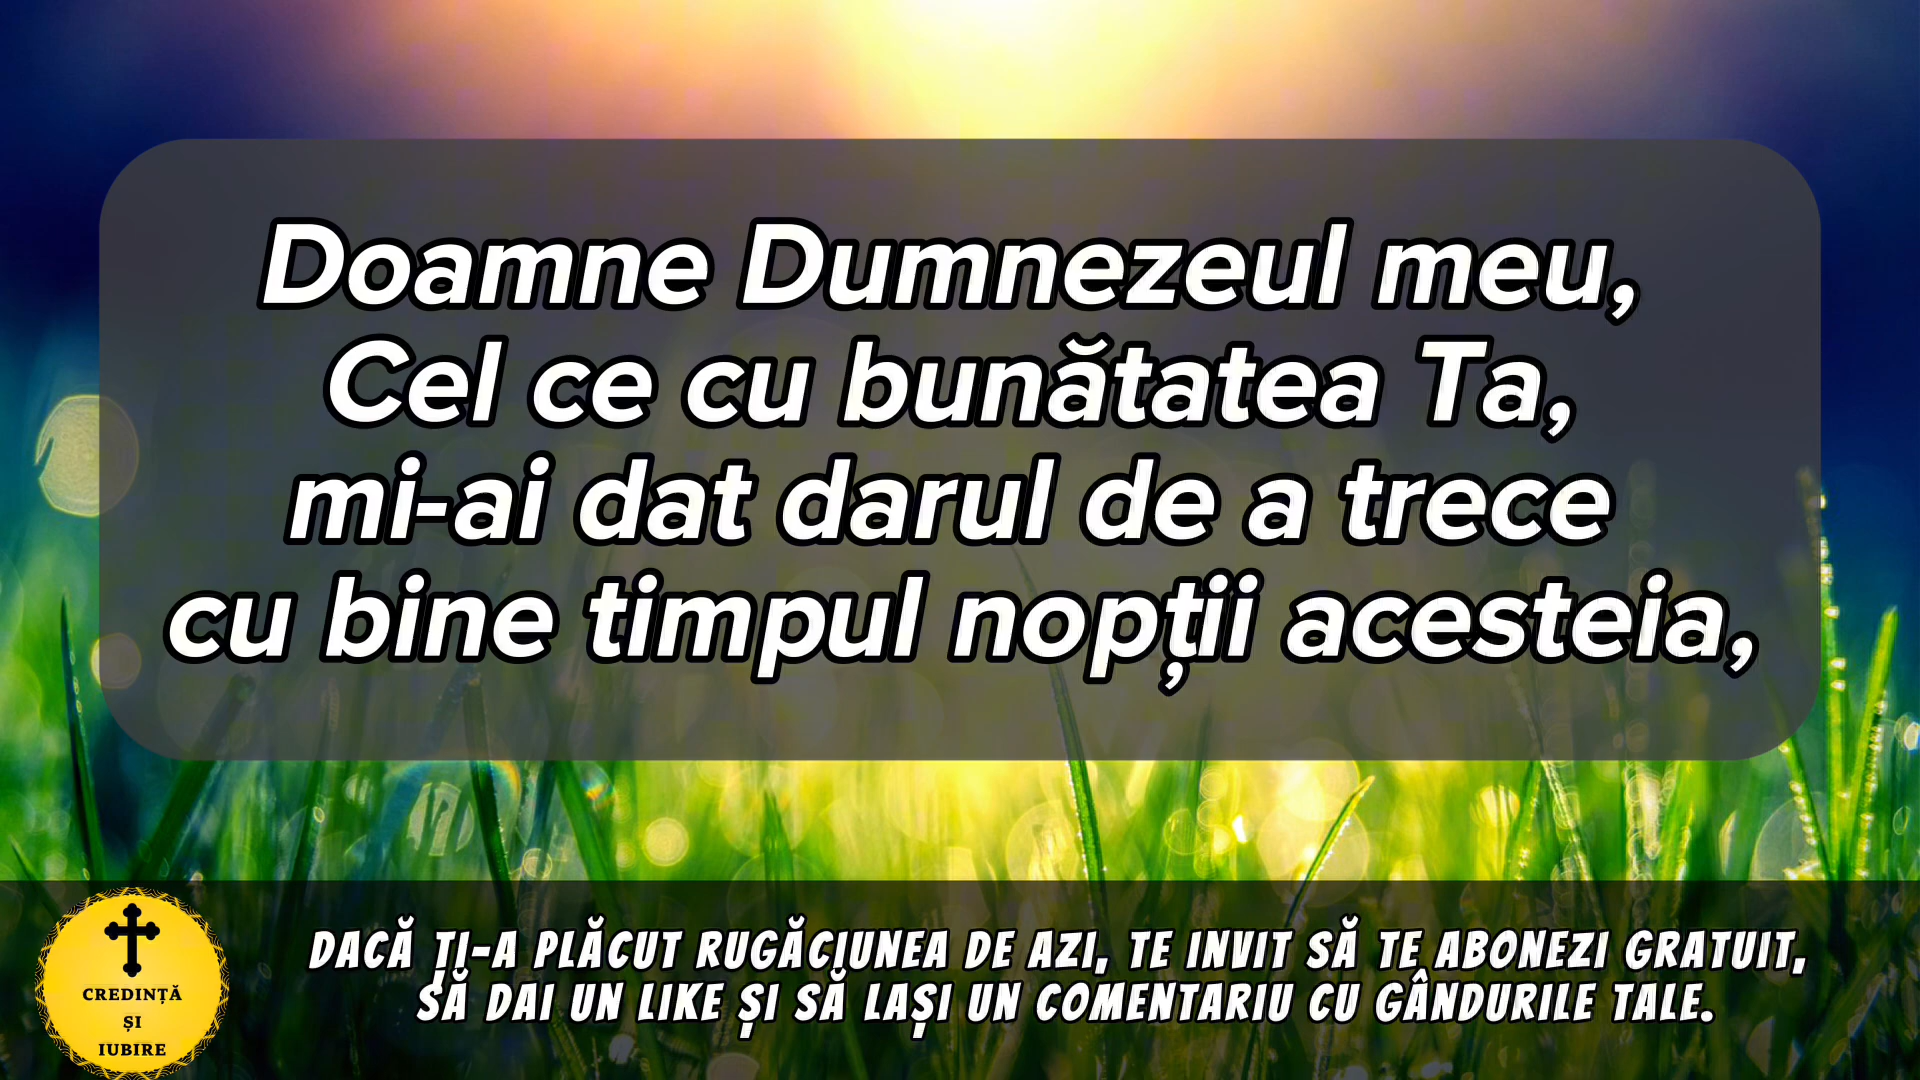 Doamne Dumnezeul meu,
Cel ce cu bunătatea Ta,
mi-ai dat darul de a trece
cu bine timpul nopții acesteia,
DACĂ ȚI-A PLĂCUT RUGĂCIUNEA DE AZI, TE INVIT SĂ TE ABONEZI GRATUIT,
SĂ DAI UN LIKE ȘI SĂ LAȘI UN COMENTARIU CU GÂNDURILE TALE.
CREDINȚĂ
ȘI
IUBIRE